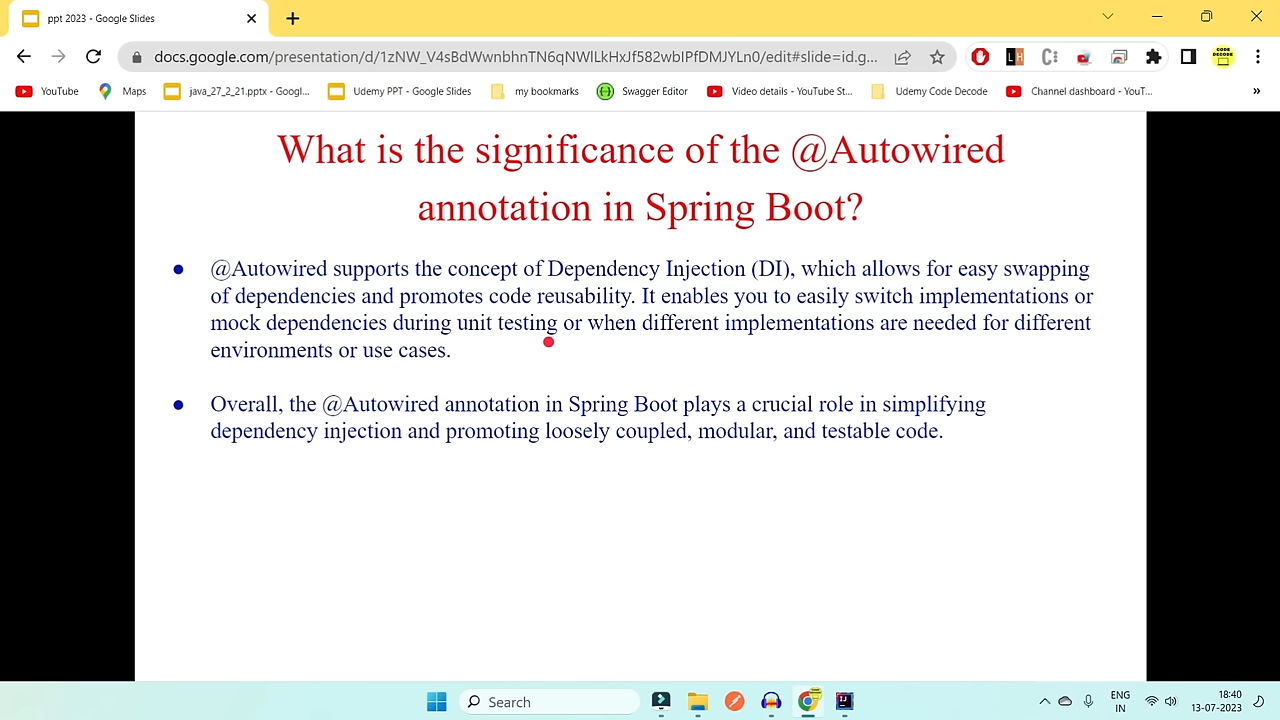 ppt 2023 - Google Slides
docs.google.com/presentation/d/1zNW_V4
YouTube
Maps
java_27_2_21.pptx - Googl...
Udemy PPT - Google Slides
my bookmarks
Swagger Editor
Video details - YouTube St...
Udemy Code Decode
Channel dashboard - YouT...
»
What is the significance of the @Autowired
annotation in Spring Boot?
● @Autowired supports the concept of Dependency Injection (DI), which allows for easy swapping
of dependencies and promotes code reusability. It enables you to easily switch implementations or
mock dependencies during unit testing or when different implementations are needed for different
environments or use cases.
● Overall, the @Autowired annotation in Spring Boot plays a crucial role in simplifying
dependency injection and promoting loosely coupled, modular, and testable code.
Search
ENG
IN
18:40
13-07-2023